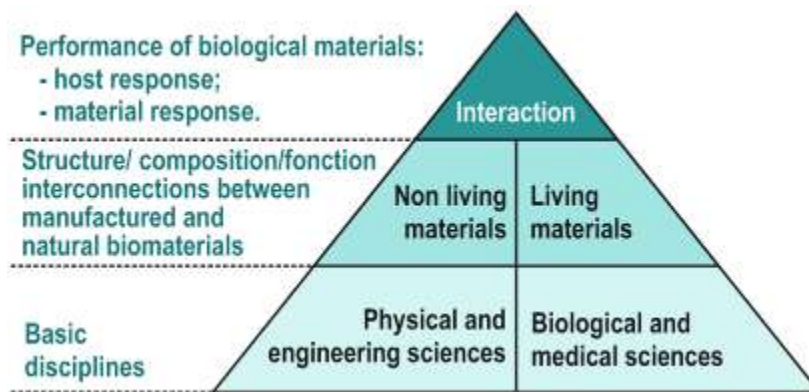 Performance of biological materials:
- host response;
- material response.
Interaction
Structure/ composition/fonction
interconnections between
manufactured and
natural biomaterials
Non living
materials
Living
materials
Basic
disciplines
Physical and
engineering sciences
Biological and
medical sciences